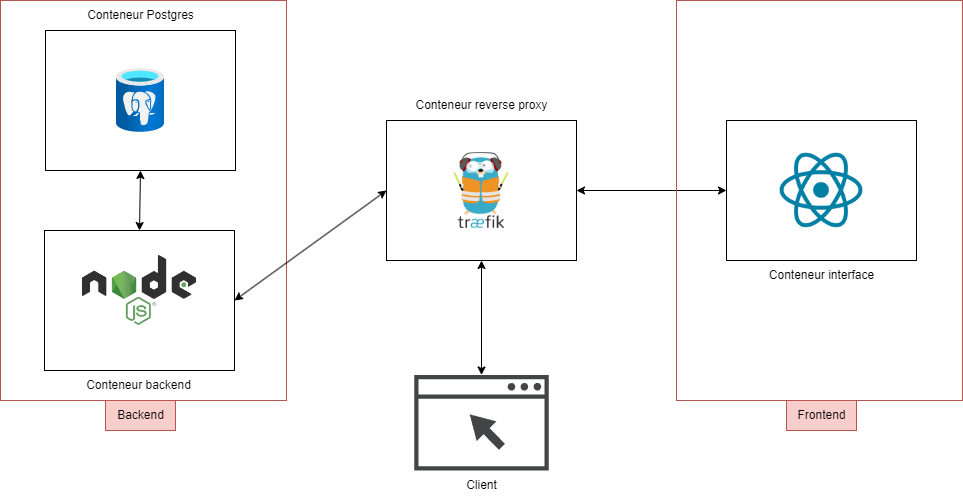 Conteneur Postgres
Conteneur reverse proxy
træfik
node
JS
®
Conteneur interface
Conteneur backend
Backend
Frontend
Client